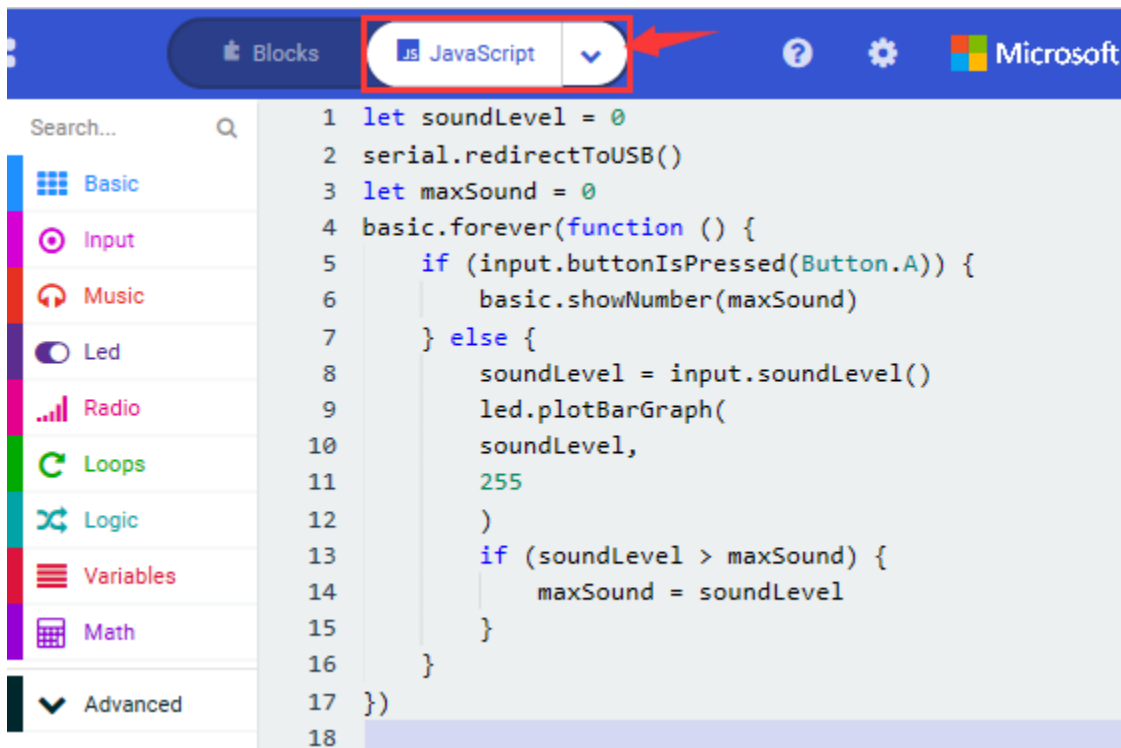 Blocks
JS JavaScript
?
Microsoft
Search...
Basic
Input
Music
Led
Radio
Loops
Logic
Variables
Math
Advanced
1 let soundLevel = 0
2 serial.redirectToUSB()
3 let maxSound = 0
4 basic.forever(function () {
5 if (input.buttonIsPressed(Button.A)) {
6 basic.showNumber(maxSound)
7 } else {
8 soundLevel = input.soundLevel()
9 led.plotBarGraph(
10 soundLevel,
11 255
12 )
13 if (soundLevel > maxSound) {
14 maxSound = soundLevel
15 }
16 }
17 })
18